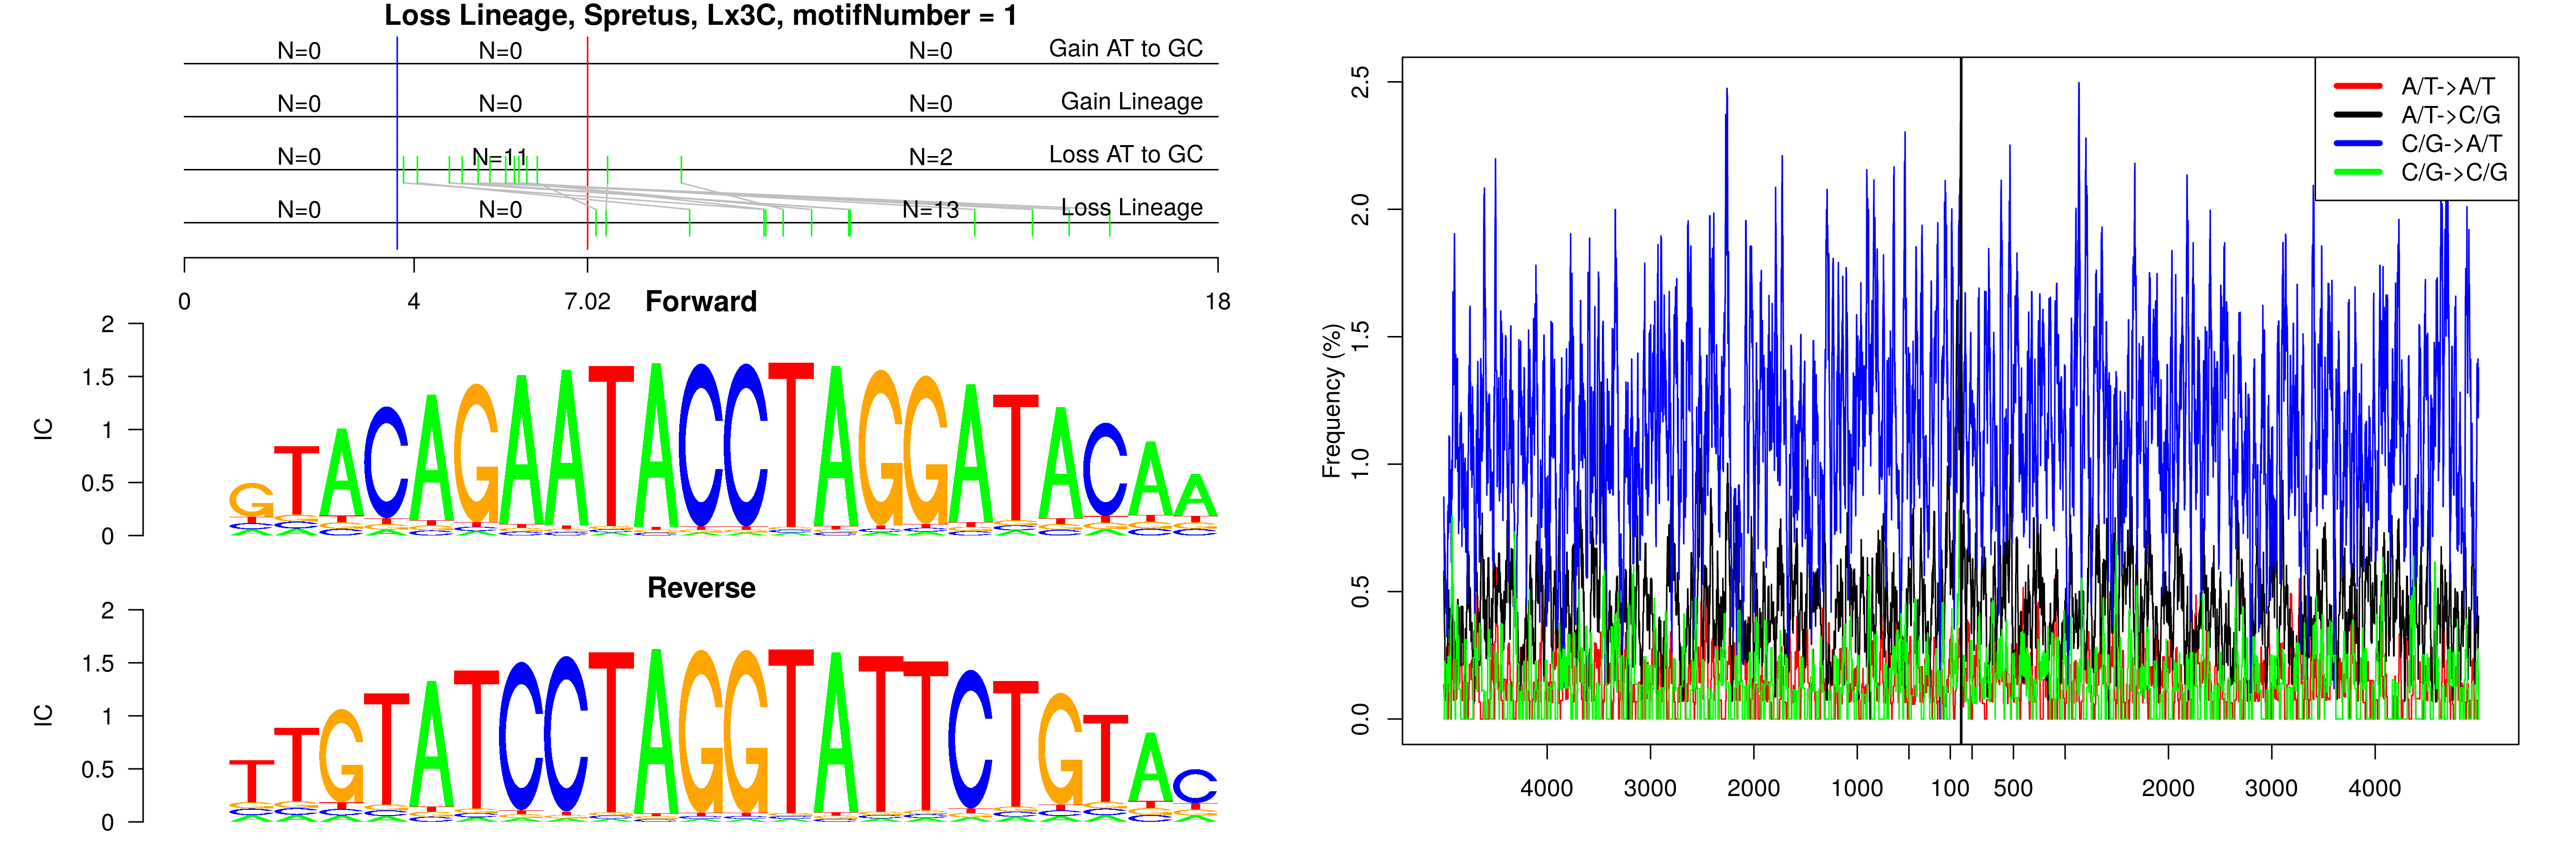 Loss Lineage, Spretus, Lx3C, motifNumber = 1
N=0 N=0 N=0 Gain AT to GC
N=0 N=0 N=0 Gain Lineage
N=0 N=11 N=2 Loss AT to GC
N=0 N=0 N=13 Loss Lineage
0 4 7.02 18
Forward
IC
2
1.5
1
0.5
0
GTACAGAATACCTAGGATACAA
Reverse
IC
2
1.5
1
0.5
0
TTGTATCCTAGGTATTCTGTAC
Frequency (%)
2.5
2.0
1.5
1.0
0.5
0.0
A/T->A/T
A/T->C/G
C/G->A/T
C/G->C/G
4000 3000 2000 1000 100 500 2000 3000 4000